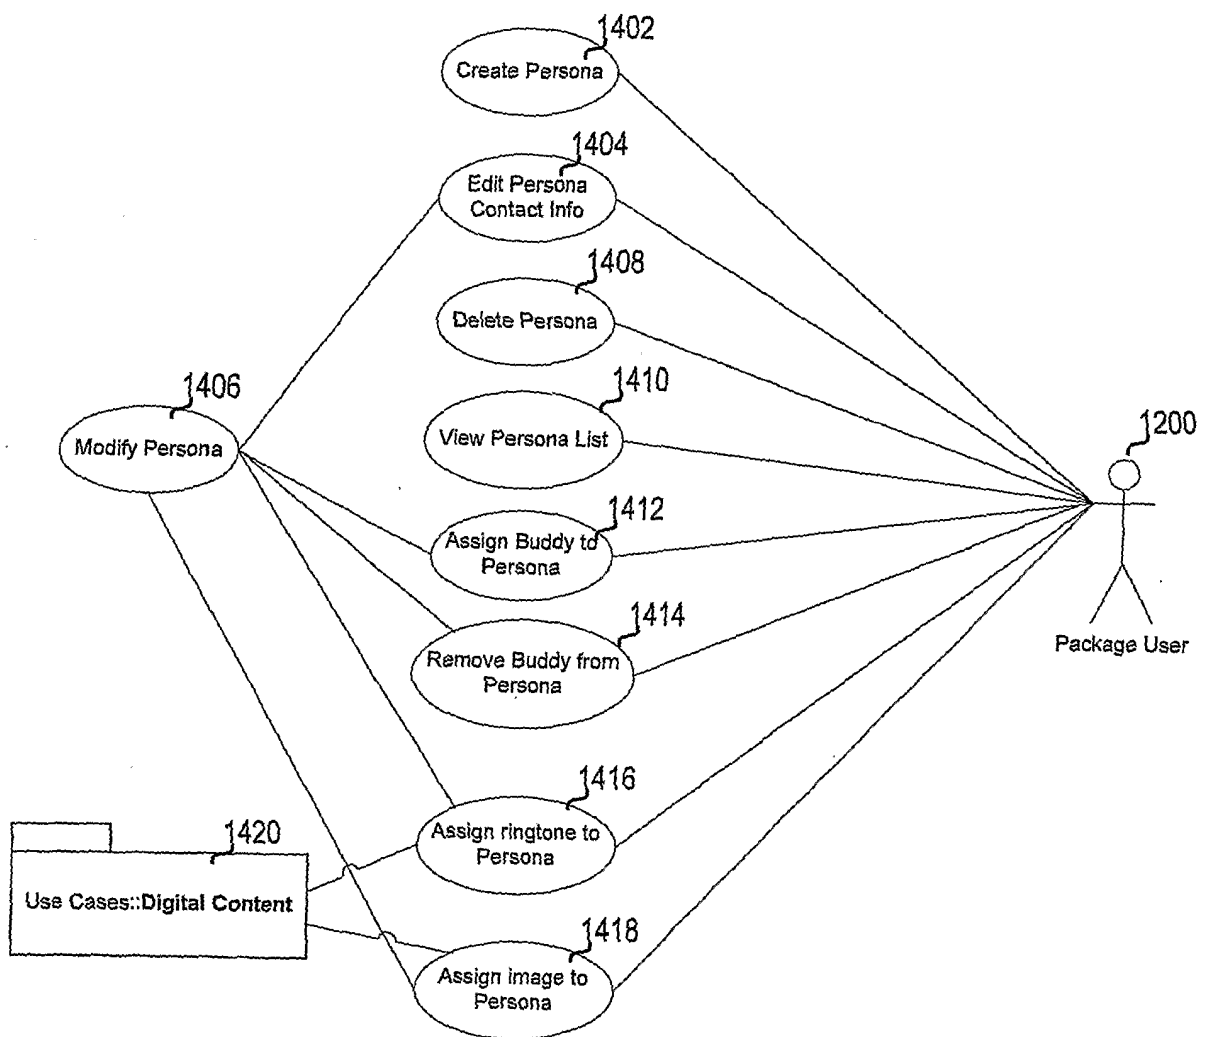 1402
Create Persona
1404
Edit Persona
Contact Info
1408
Delete Persona
1406
Modify Persona
1410
View Persona List
1200
Package User
1412
Assign Buddy to
Persona
1414
Remove Buddy from
Persona
1416
Assign ringtone to
Persona
1420
Use Cases::Digital Content
1418
Assign image to
Persona